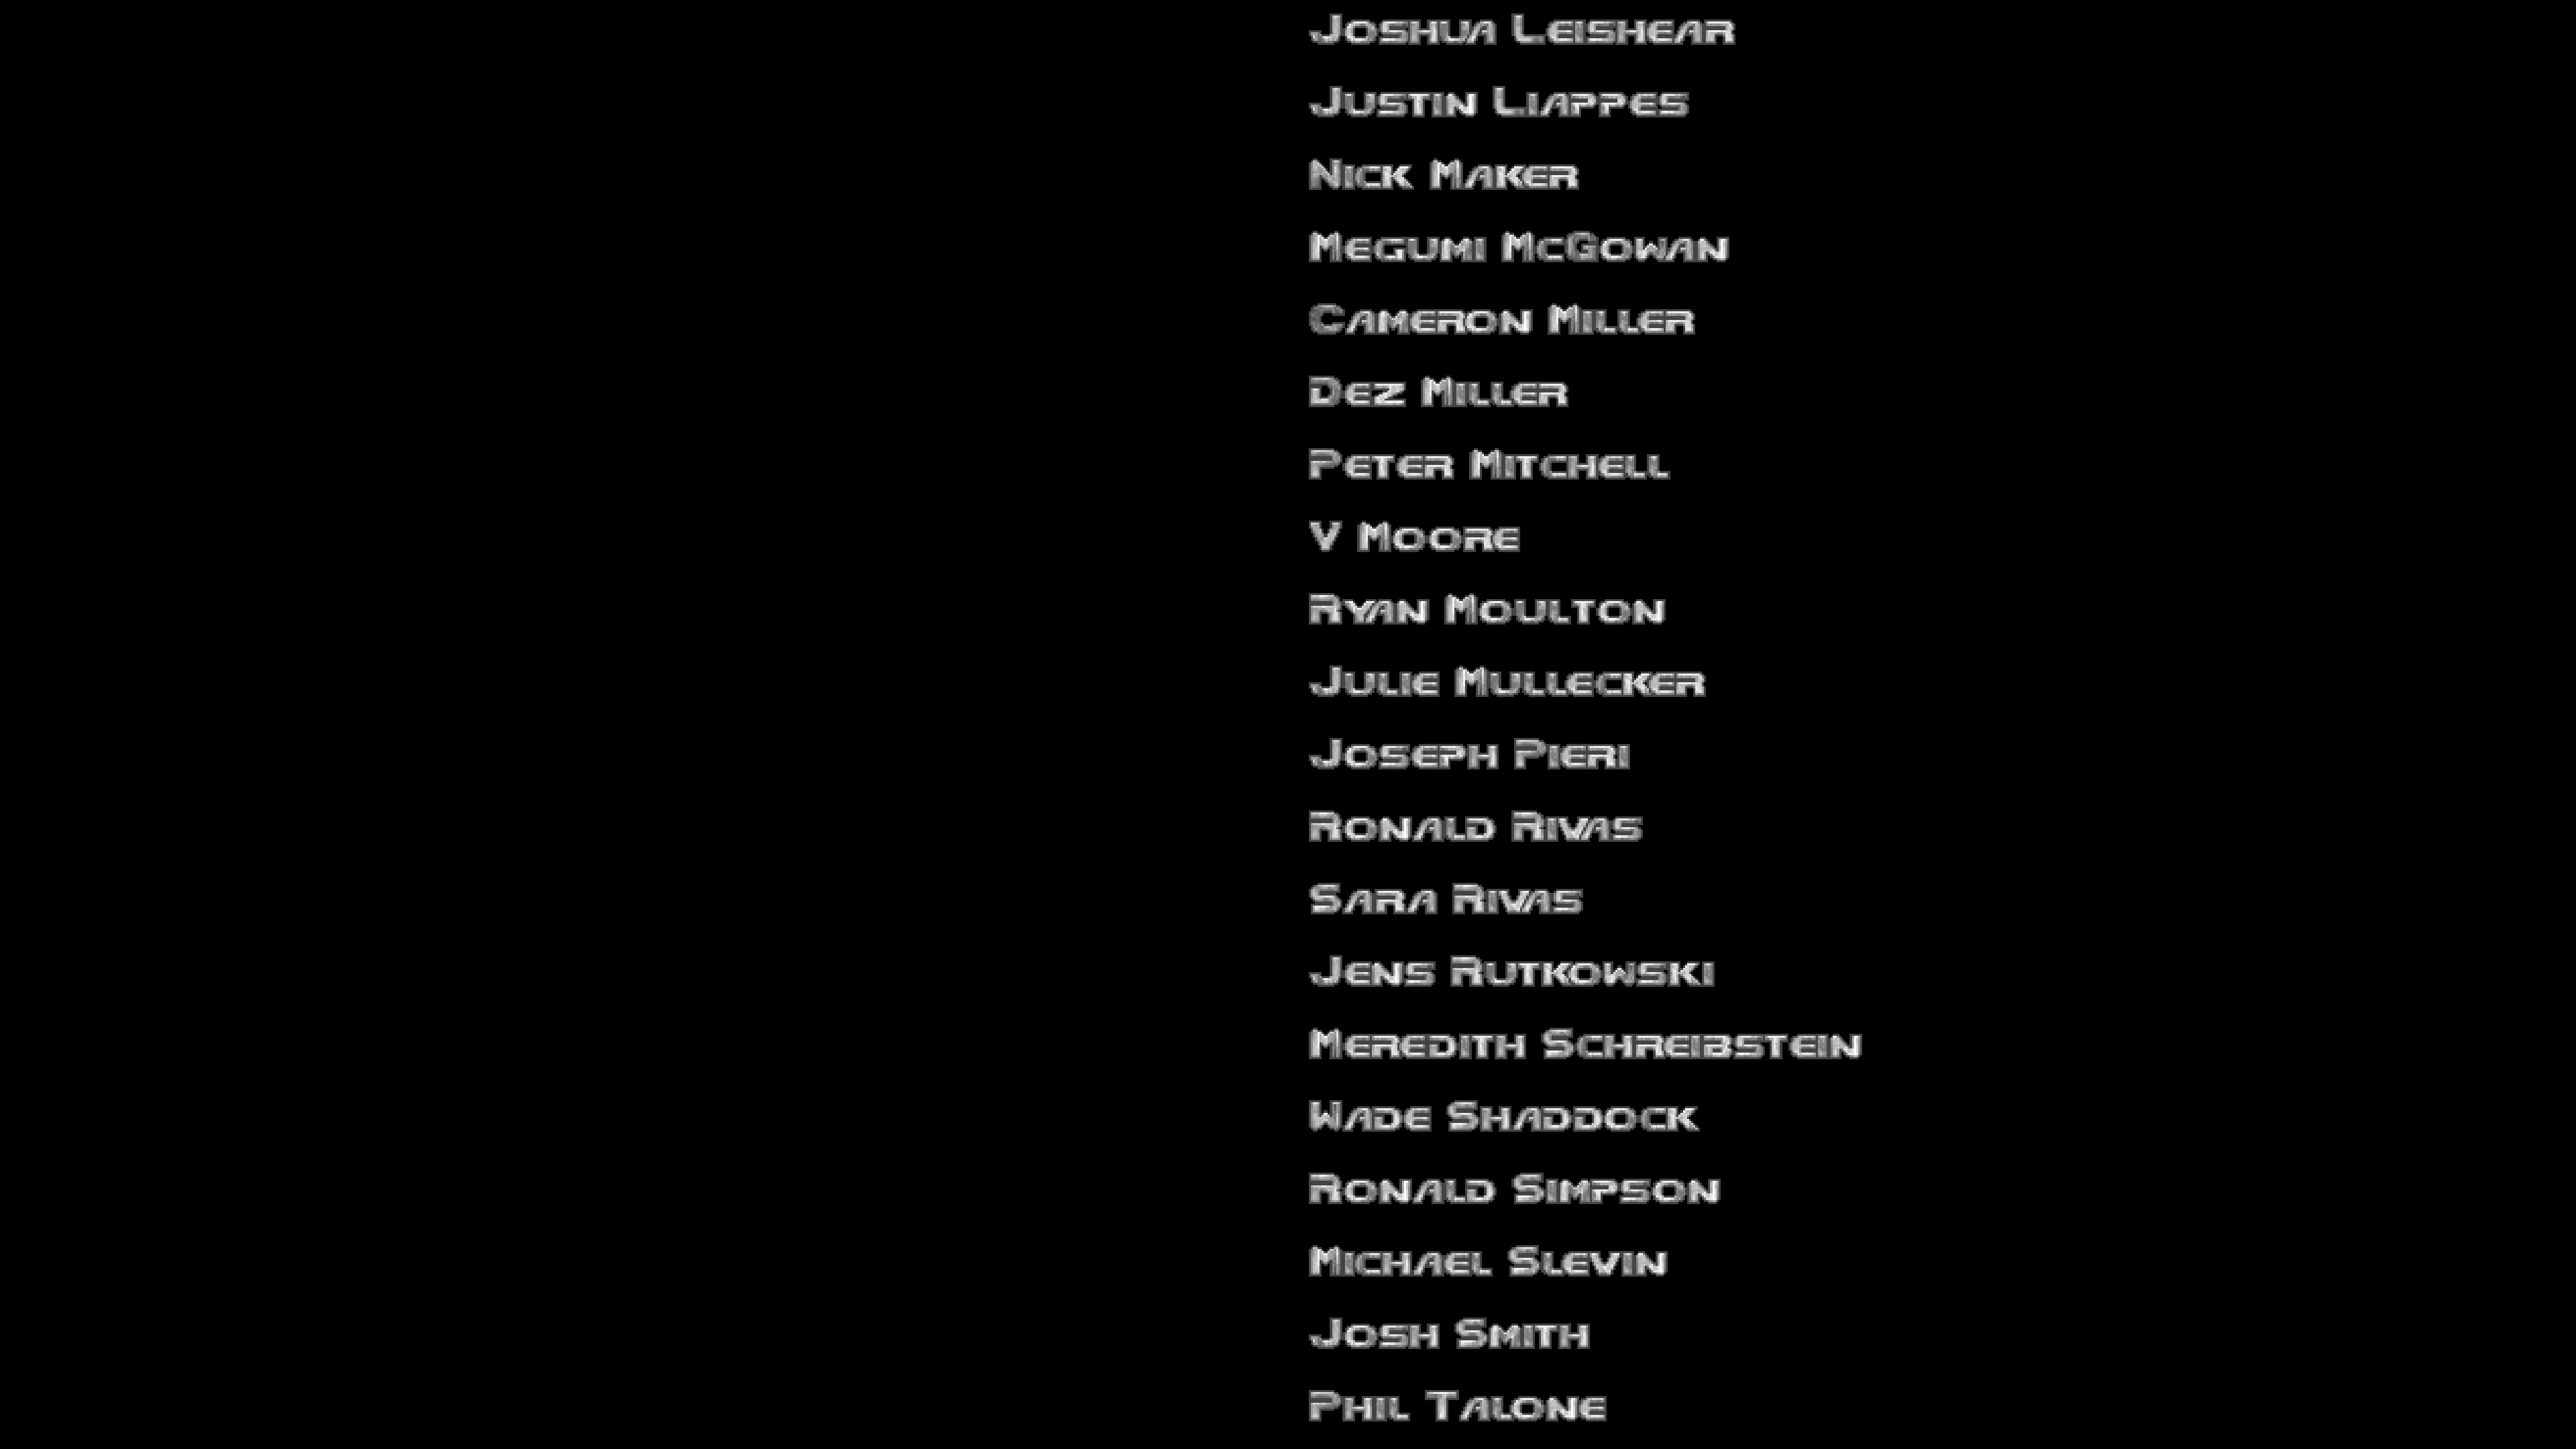 Joshua Leishear
Justin Liappes
Nick Maker
Megumi McGowan
Cameron Miller
Dez Miller
Peter Mitchell
V Moore
Ryan Moulton
Julie Mullecker
Joseph Pieri
Ronald Rivas
Sara Rivas
Jens Rutkowski
Meredith Schreibstein
Wade Shaddock
Ronald Simpson
Michael Slevin
Josh Smith
Phil Talone